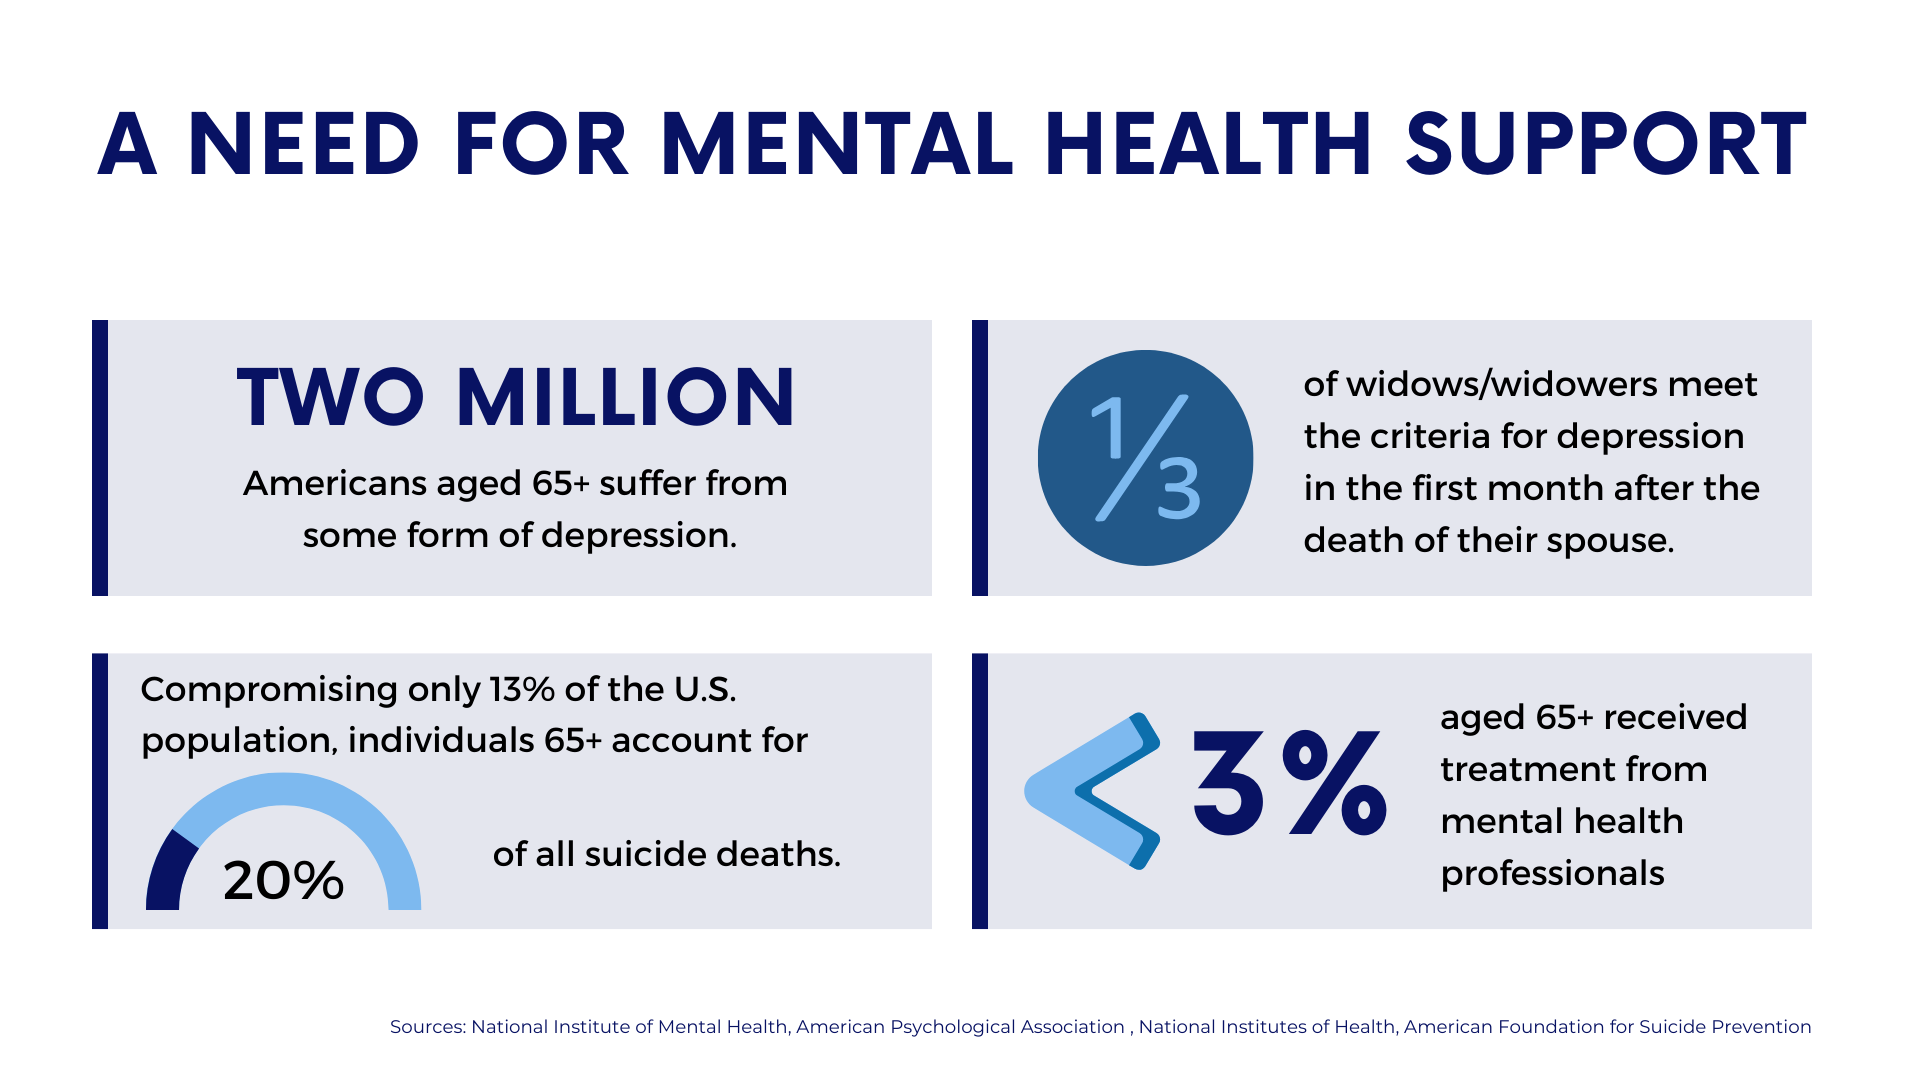 A NEED FOR MENTAL HEALTH SUPPORT
TWO MILLION
Americans aged 65+ suffer from
some form of depression.
⅓
of widows/widowers meet
the criteria for depression
in the first month after the
death of their spouse.
Compromising only 13% of the U.S.
population, individuals 65+ account for
20%
of all suicide deaths.
< 3%
aged 65+ received
treatment from
mental health
professionals
Sources: National Institute of Mental Health, American Psychological Association , National Institutes of Health, American Foundation for Suicide Prevention